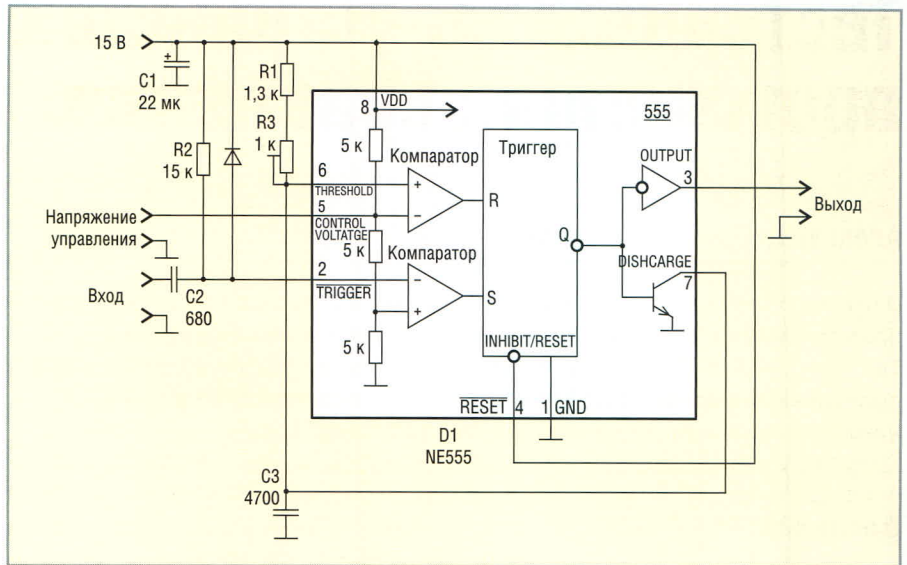 15 В
C1
22 мк
R1
1,3 к
R3
1 к
R2
15 к
8
VDD
555
5 к
Компаратор
Триггер
OUTPUT
3
6
THRESHOLD
+
−
R
5
CONTROL
VOLTATGE
5 к
Напряжение
управления
Выход
Q
DISHCARGE
7
Компаратор
2
TRIGGER
−
+
S
Вход
C2
680
5 к
INHIBIT/RESET
RESET
4
1
GND
D1
NE555
C3
4700
+